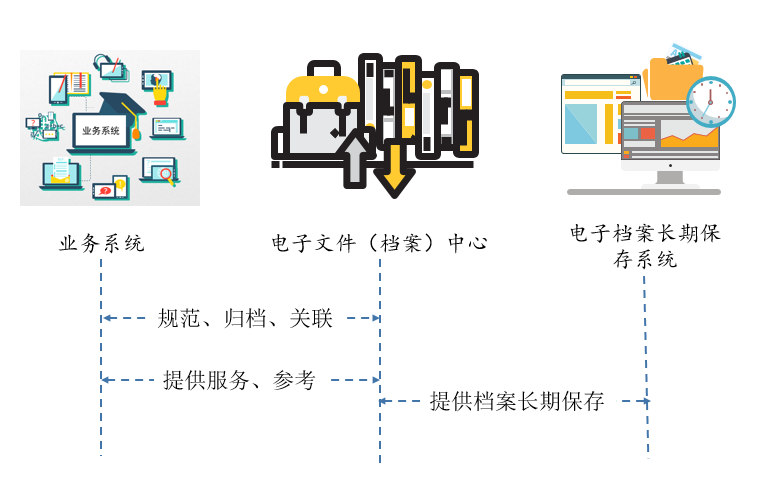 业务系统
业务系统
电子文件（档案）中心
电子档案长期保
存系统
规范、归档、关联
提供服务、参考
提供档案长期保存